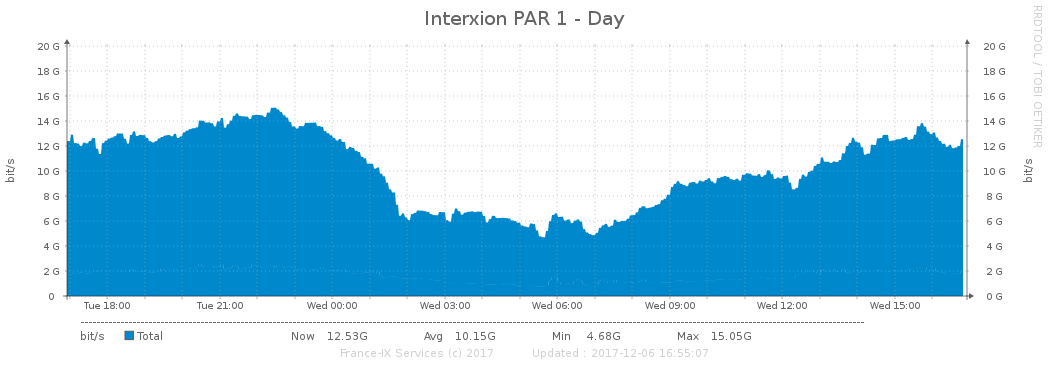 Interxion PAR 1 - Day
RRDTOOL / TOBI OETIKER
bit/s
bit/s
20 G 20 G
18 G 18 G
16 G 16 G
14 G 14 G
12 G 12 G
10 G 10 G
8 G 8 G
6 G 6 G
4 G 4 G
2 G 2 G
0 0 G
Tue 18:00 Tue 21:00 Wed 00:00 Wed 03:00 Wed 06:00 Wed 09:00 Wed 12:00 Wed 15:00
bit/s Total Now 12.53G Avg 10.15G Min 4.68G Max 15.05G
France-IX Services (c) 2017 Updated : 2017-12-06 16:55:07